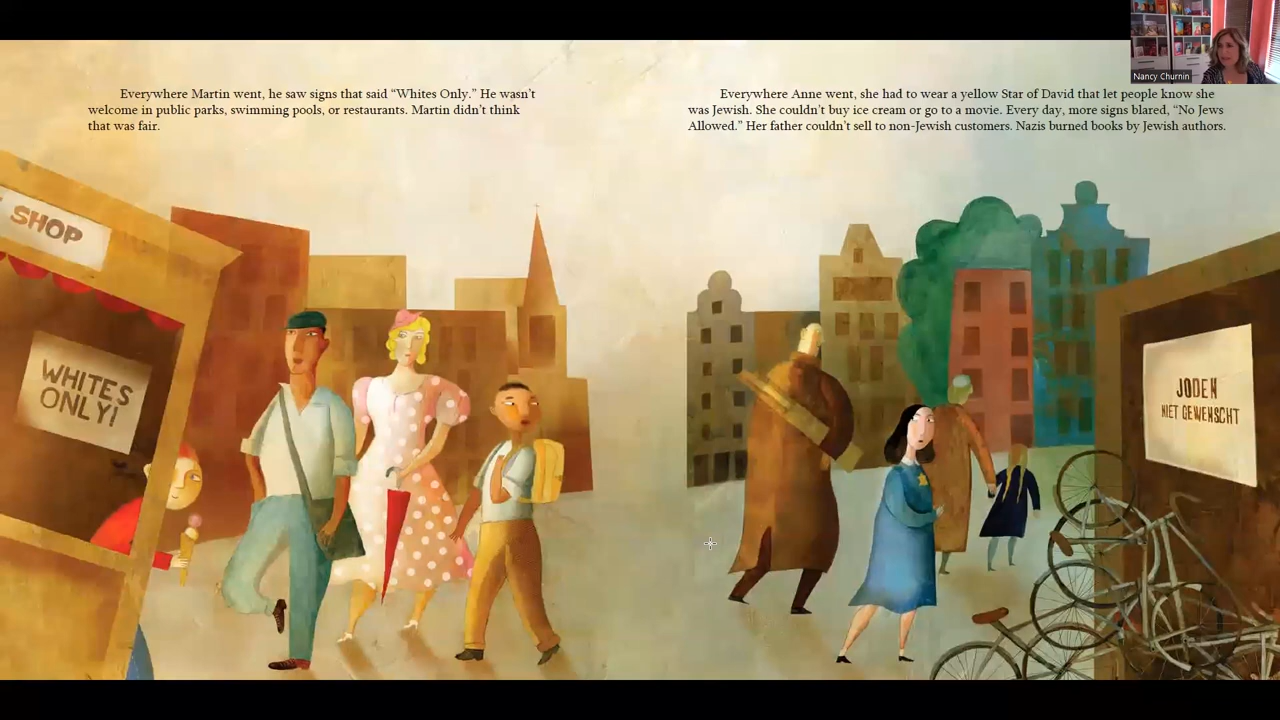 Nancy Churnin
Everywhere Martin went, he saw signs that said “Whites Only.” He wasn’t
welcome in public parks, swimming pools, or restaurants. Martin didn’t think
that was fair.
Everywhere Anne went, she had to wear a yellow Star of David that let people know she
was Jewish. She couldn’t buy ice cream or go to a movie. Every day, more signs blared, “No Jews
Allowed.” Her father couldn’t sell to non-Jewish customers. Nazis burned books by Jewish authors.
SHOP
WHITES
ONLY!
JODEN
NIET GEWENSCHT